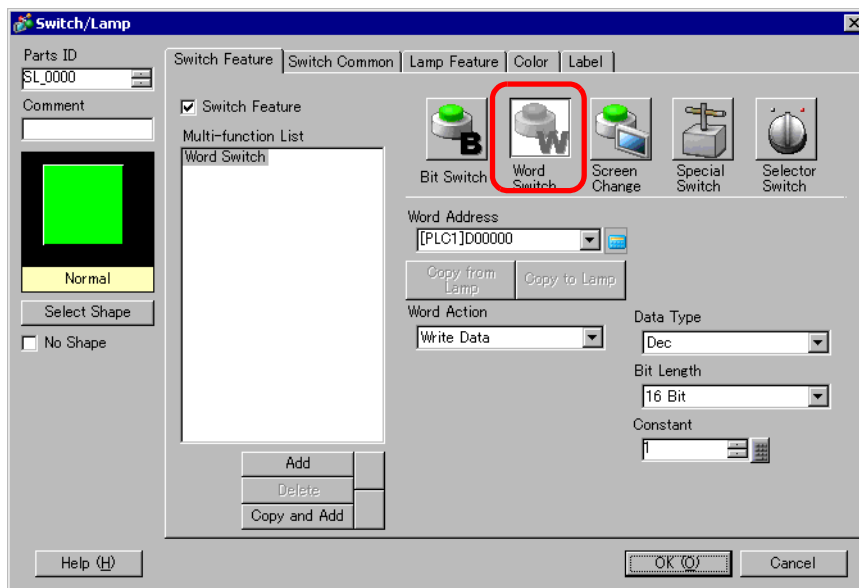 Switch/Lamp
Parts ID
SL_0000
Comment
Normal
Select Shape
No Shape
Switch Feature
Switch Common
Lamp Feature
Color
Label
Switch Feature
Multi-function List
Word Switch
Add
Delete
Copy and Add
B
Bit Switch
W
Word
Switch
Screen
Change
Special
Switch
Selector
Switch
Word Address
[PLC1]D00000
Copy from
Lamp
Copy to Lamp
Word Action
Write Data
Data Type
Dec
Bit Length
16 Bit
Constant
1
Help (H)
OK (O)
Cancel